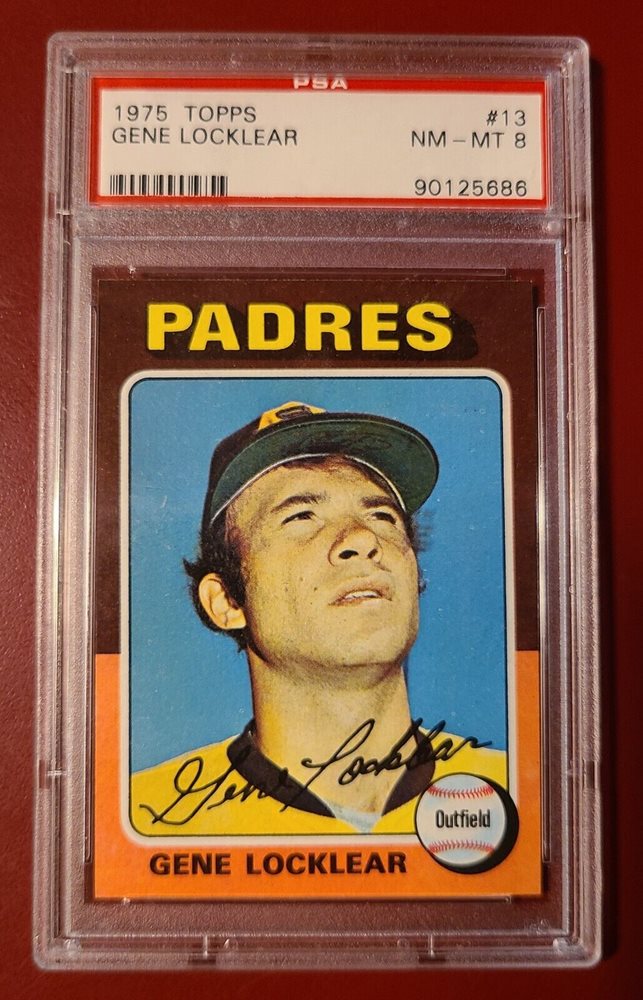 PSA
1975 TOPPS #13
GENE LOCKLEAR NM-MT 8
90125686
PADRES
Gene Locklear
Outfield
GENE LOCKLEAR